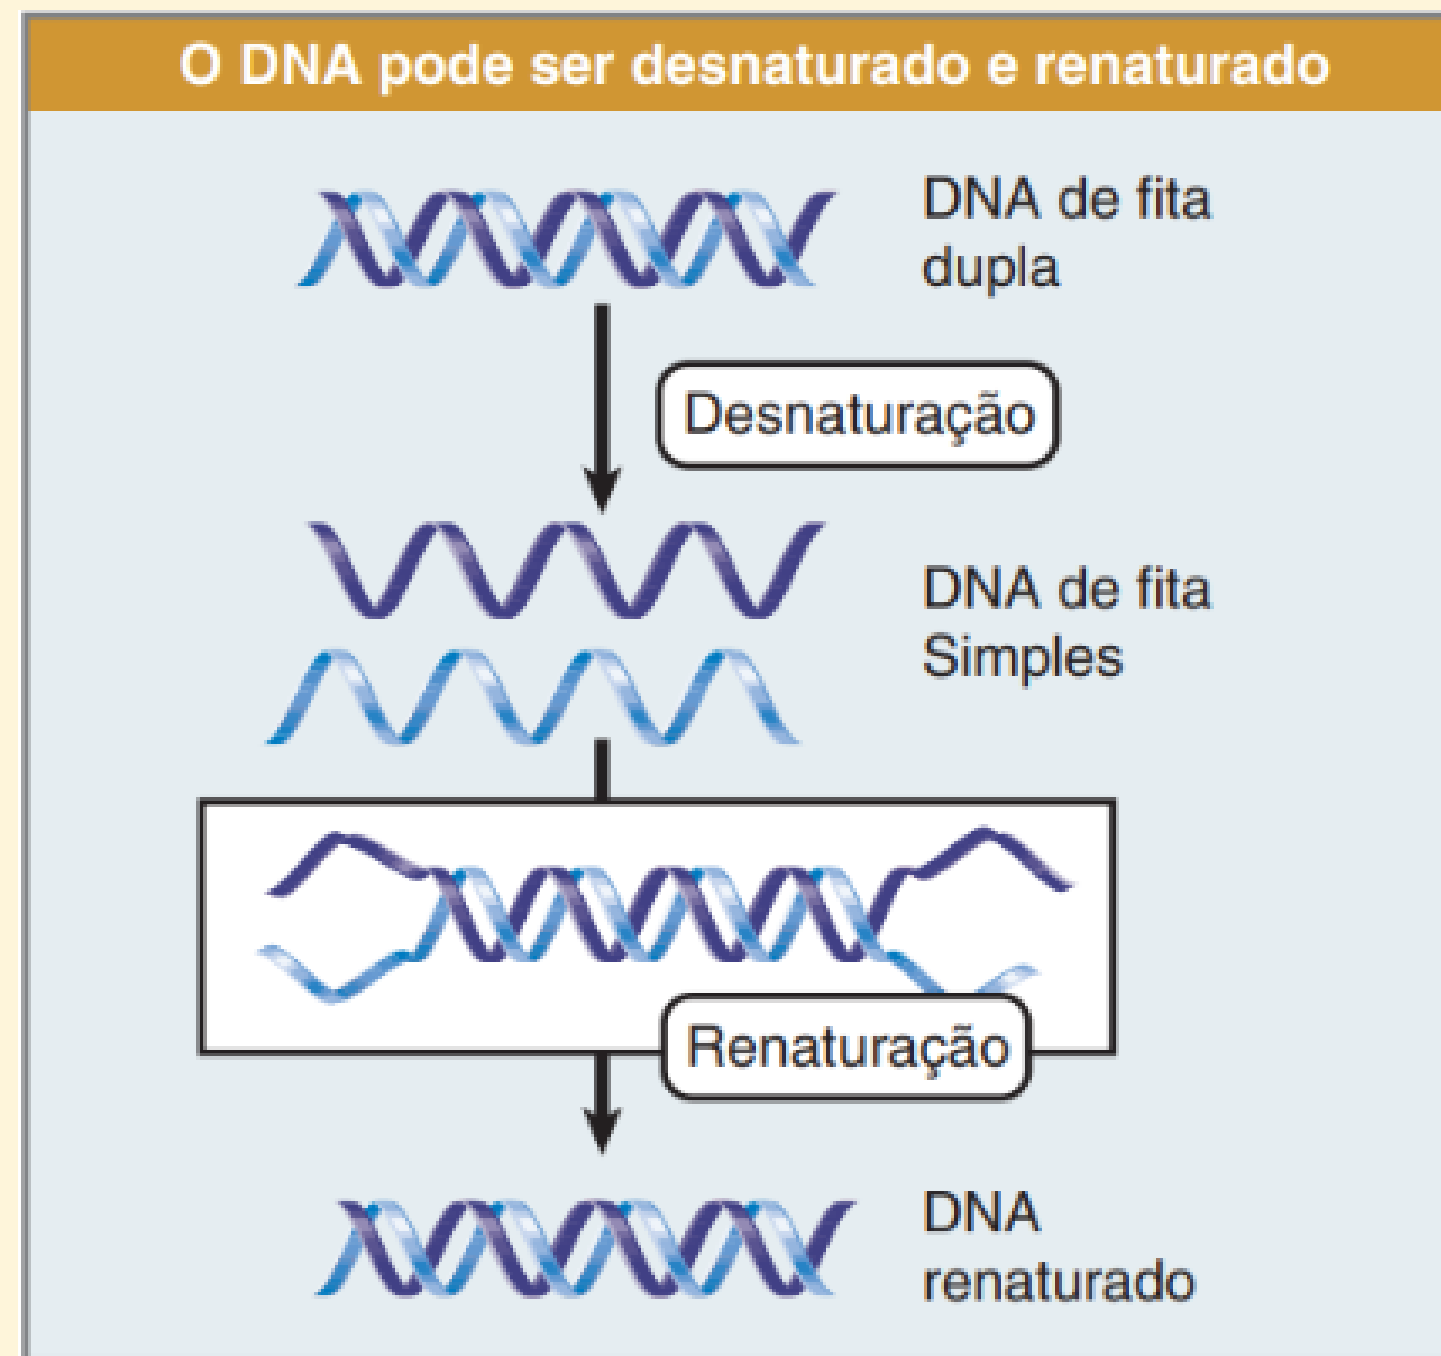 O DNA pode ser desnaturado e renaturado
DNA de fita
dupla
Desnaturação
DNA de fita
Simples
Renaturação
DNA
renaturado